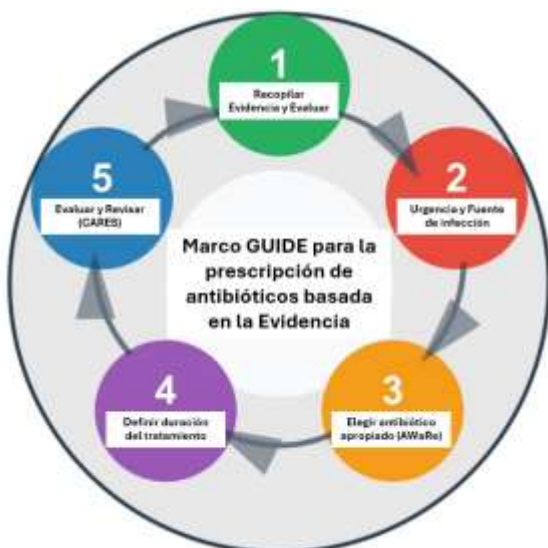 1
Recopilar
Evidencia y Evaluar
2
Urgencia y Fuente
de infección
3
Elegir antibiótico
apropiado (AWaRe)
4
Definir duración
del tratamiento
5
Evaluar y Revisar
(CARES)
Marco GUIDE para la
prescripción de
antibióticos basada
en la Evidencia